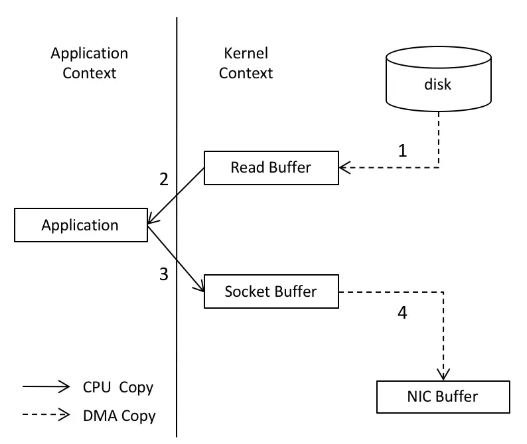 Application
Context
Kernel
Context
disk
1
Read Buffer
2
Application
3
Socket Buffer
4
NIC Buffer
CPU Copy
DMA Copy